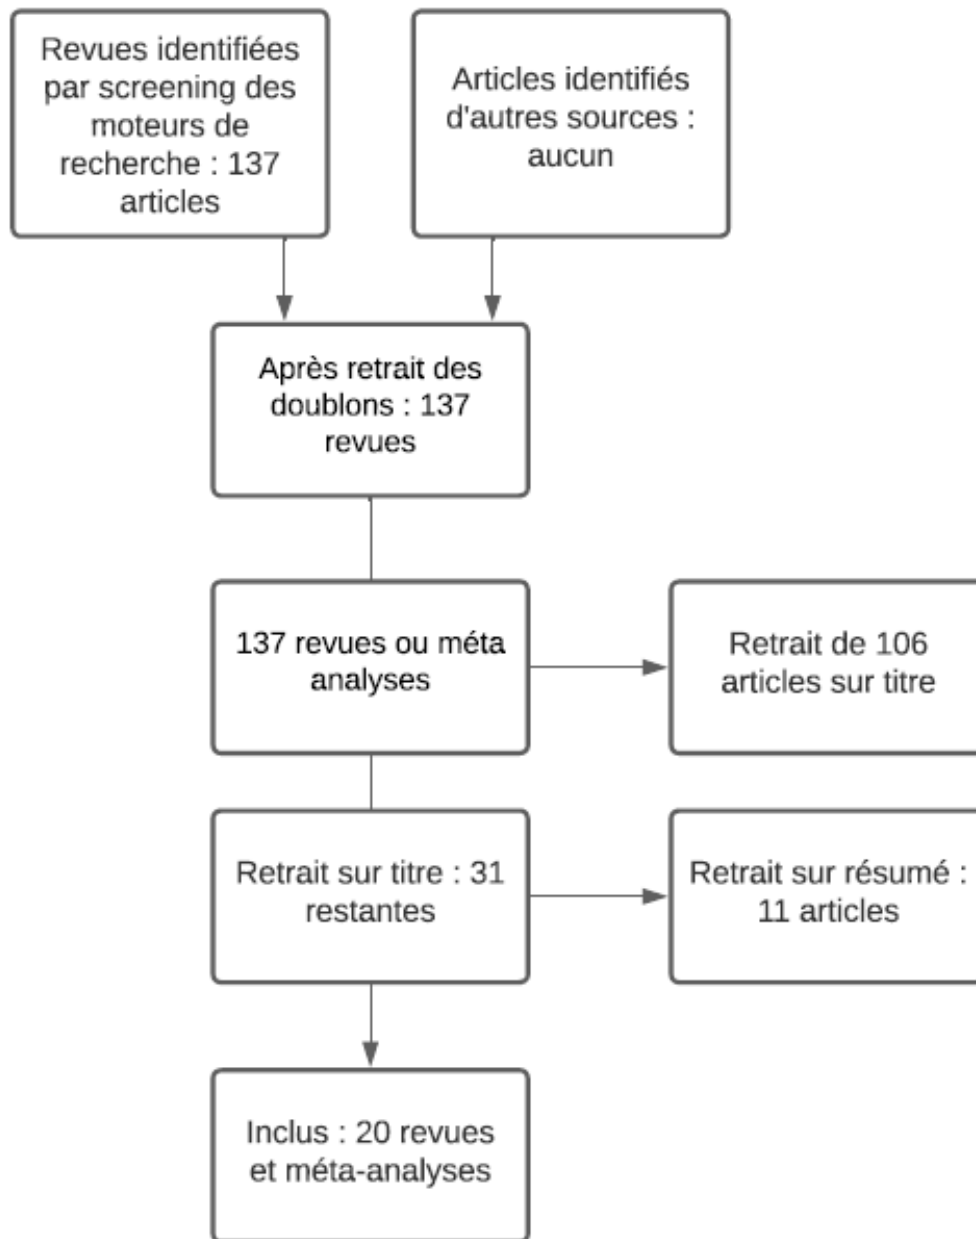 Revues identifiées
par screening des
moteurs de
recherche : 137
articles
Articles identifiés
d'autres sources :
aucun
Après retrait des
doublons : 137
revues
137 revues ou méta
analyses
Retrait de 106
articles sur titre
Retrait sur titre : 31
restantes
Retrait sur résumé :
11 articles
Inclus : 20 revues
et méta-analyses